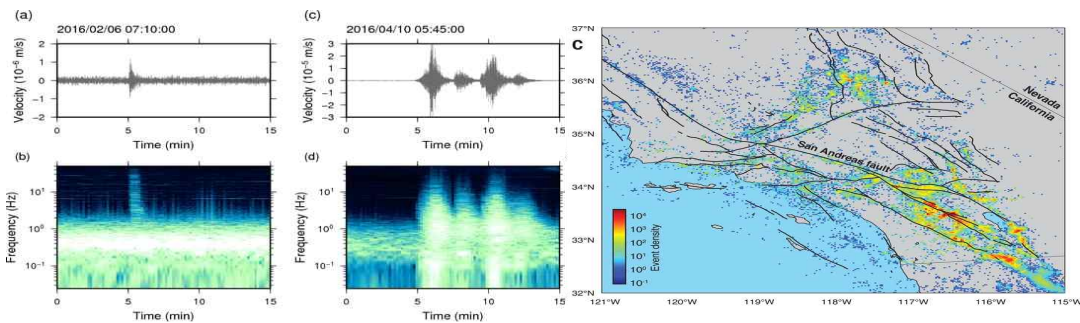 (a)
2016/02/06 07:10:00
Velocity (10⁻⁶ m/s)
2
1
0
−1
−2
0 5 10 15
Time (min)
(b)
Frequency (Hz)
10¹
10⁰
10⁻¹
0 5 10 15
Time (min)
(c)
2016/04/10 05:45:00
Velocity (10⁻⁵ m/s)
3
2
1
0
−1
−2
−3
0 5 10 15
Time (min)
(d)
Frequency (Hz)
10¹
10⁰
10⁻¹
0 5 10 15
Time (min)
C
37°N
36°N
35°N
34°N
33°N
32°N
Nevada
California
San Andreas fault
Event density
10⁴
10³
10²
10¹
10⁰
10⁻¹
121°W 120°W 119°W 118°W 117°W 116°W 115°W